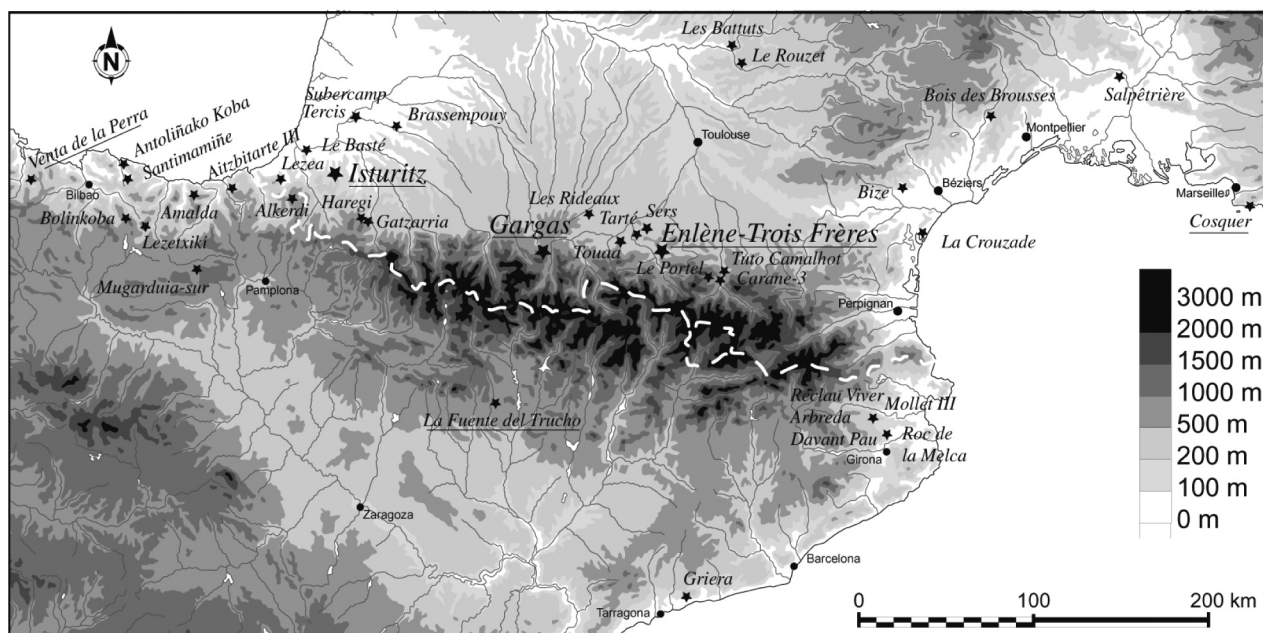 N
Les Battuts
Le Rouzet
Salpêtrière
Bois des Brousses
Montpellier
Subercamp
Tercis
Brassempouy
Toulouse
Antoliñako Koba
Venta de la Perra
Santimamiñe
Aitzbitarte III
Lezea
Le Basté
Isturitz
Bilbao
Bize
Béziers
Marseille
Cosquer
Bolinkoba
Amalda
Alkerdi
Haregi
Gatzarria
Lezetxiki
Les Rideaux
Tarté
Sers
Gargas
Touaa
Enlène-Trois Frères
La Crouzade
Le Portel
Tuto Camalhot
Carane-3
Mugarduia-sur
Pamplona
Perpignan
3000 m
2000 m
1500 m
1000 m
500 m
200 m
100 m
0 m
La Fuente del Trucho
Réclau Viver
Mollet III
Arbreda
Davant Pau
Roc de
la Melca
Girona
Zaragoza
Barcelona
Griera
Tarragona
0
100
200 km